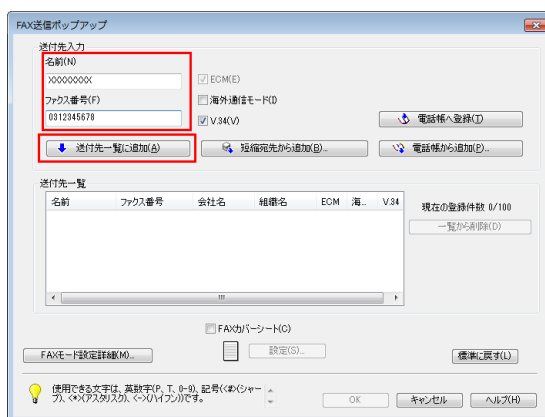 FAX送信ポップアップ
送付先入力
名前(N)
XXXXXXXX
ECM(E)
ファクス番号(F)
海外通信モード(I)
0312345678
V.34(V)
電話帳へ登録(T)
送付先一覧に追加(A)
短縮宛先から追加(B)...
電話帳から追加(P)...
送付先一覧
名前 ファクス番号 会社名 組織名 ECM 海... V.34
現在の登録件数 0/100
一覧から削除(D)
FAXカバーシート(C)
FAXモード設定詳細(M)...
設定(S)...
標準に戻す(L)
使用できる文字は、英数字(P、T、0-9)、記号(<#>(シャー
プ)、<*>(アスタリスク)、<->(ハイフン))です。
OK
キャンセル
ヘルプ(H)